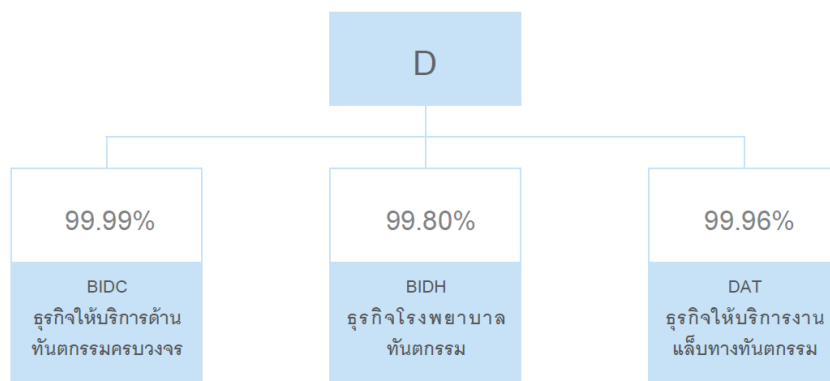 D
99.99%
BIDC
ธุรกิจให้บริการด้าน
ทันตกรรมครบวงจร
99.80%
BIDH
ธุรกิจโรงพยาบาล
ทันตกรรม
99.96%
DAT
ธุรกิจให้บริการงาน
แล็บทางทันตกรรม